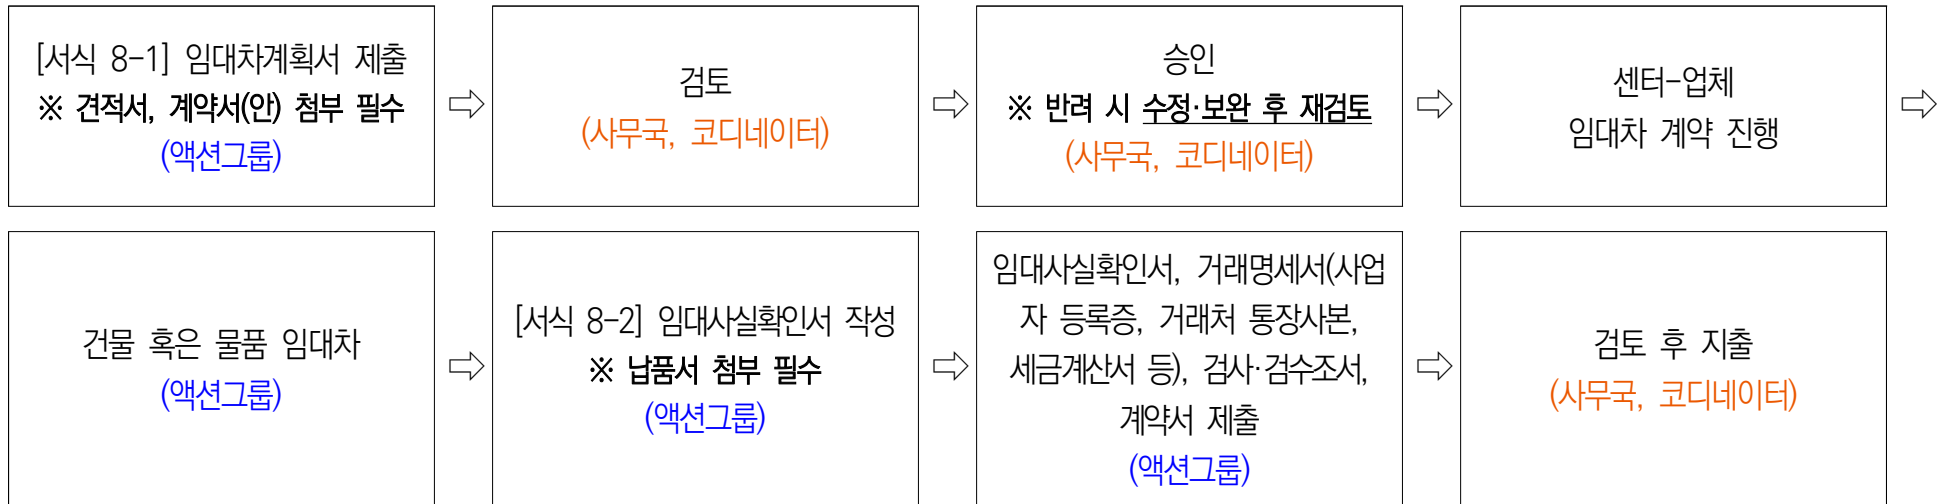 [서식 8-1] 임대차계획서 제출
※ 견적서, 계약서(안) 첨부 필수
(액션그룹)
검토
(사무국, 코디네이터)
승인
※ 반려 시 수정·보완 후 재검토
(사무국, 코디네이터)
센터-업체
임대차 계약 진행
건물 혹은 물품 임대차
(액션그룹)
[서식 8-2] 임대사실확인서 작성
※ 납품서 첨부 필수
(액션그룹)
임대사실확인서, 거래명세서(사업
자 등록증, 거래처 통장사본,
세금계산서 등), 검사·검수조서,
계약서 제출
(액션그룹)
검토 후 지출
(사무국, 코디네이터)